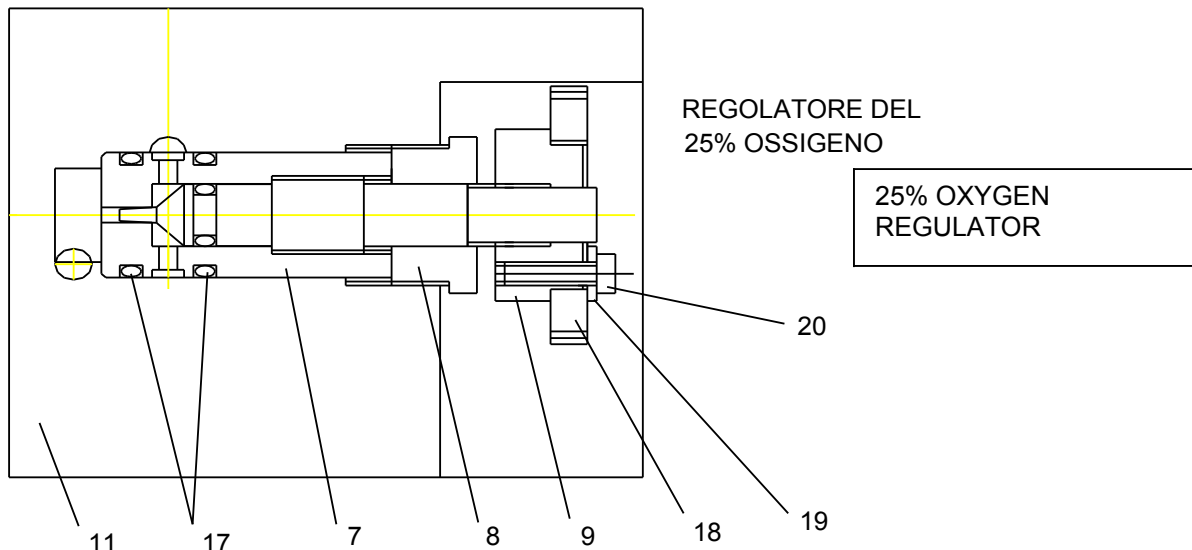 REGOLATORE DEL
25% OSSIGENO
25% OXYGEN
REGULATOR
20
19
18
9
8
7
17
11